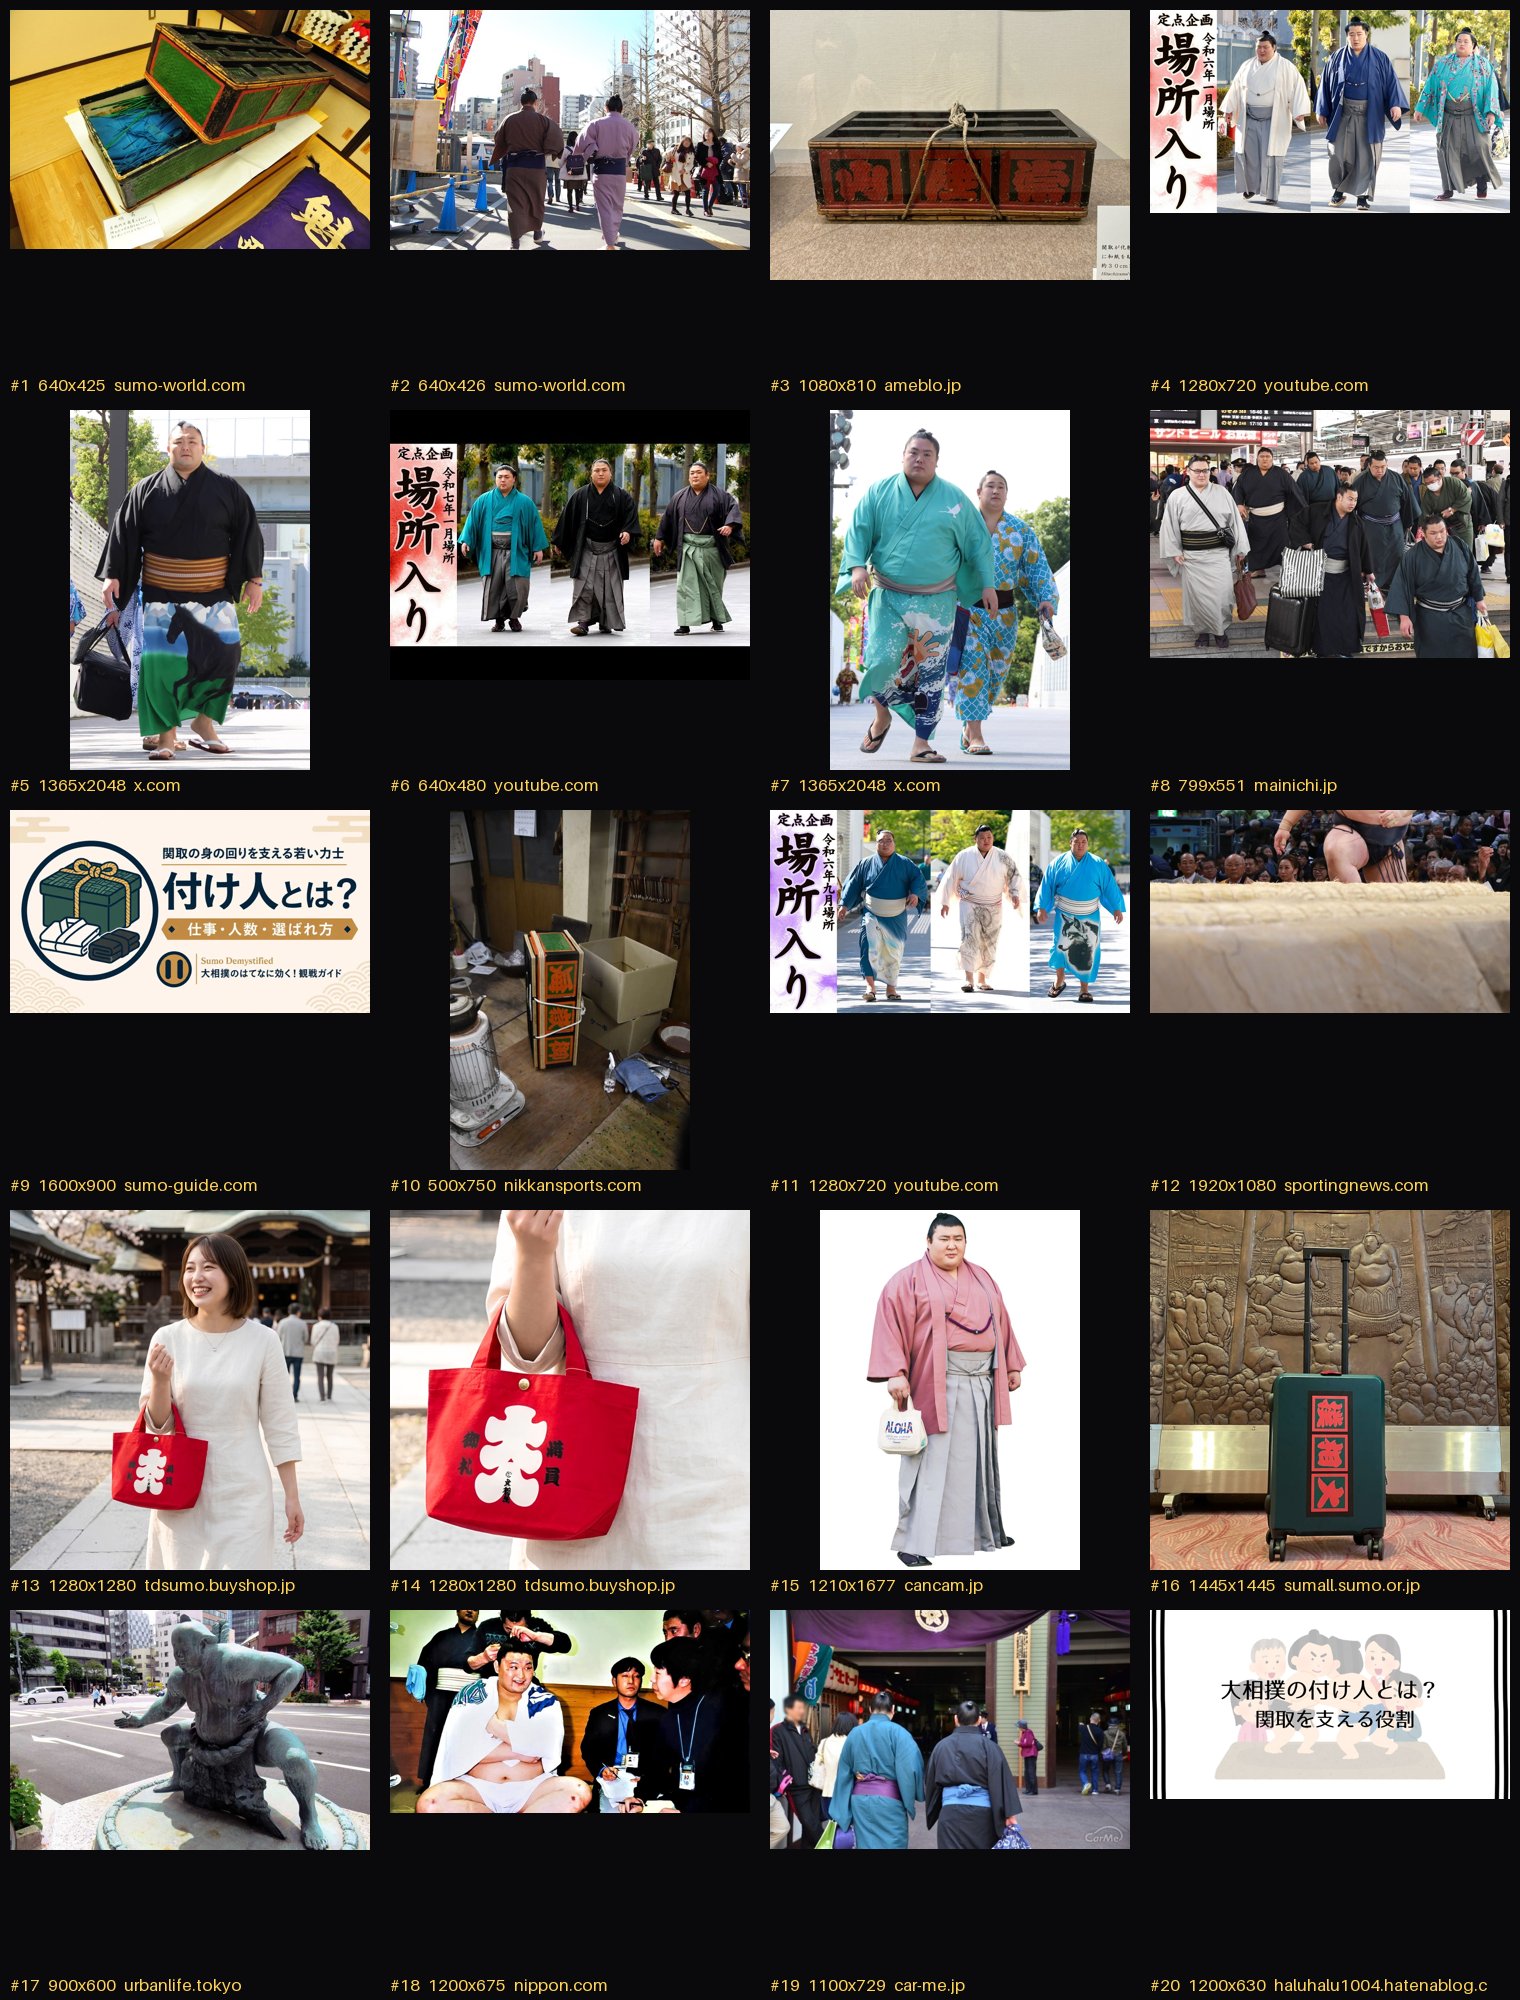 #1 640x425 sumo-world.com
#2 640x426 sumo-world.com
#3 1080x810 ameblo.jp
定点企画
場所入り
令和六年一月場所
#4 1280x720 youtube.com
#5 1365x2048 x.com
定点企画
場所入り
令和七年一月場所
#6 640x480 youtube.com
#7 1365x2048 x.com
#8 799x551 mainichi.jp
関取の身の回りを支える若い力士
付け人とは?
仕事・人数・選ばれ方
Sumo Demystified
大相撲のはてなに効く!観戦ガイド
#9 1600x900 sumo-guide.com
#10 500x750 nikkansports.com
定点企画
場所入り
令和六年九月場所
#11 1280x720 youtube.com
#12 1920x1080 sportingnews.com
#13 1280x1280 tdsumo.buyshop.jp
満員
御礼
大
#14 1280x1280 tdsumo.buyshop.jp
ALOHA
#15 1210x1677 cancam.jp
撲
相
大
#16 1445x1445 sumall.sumo.or.jp
#17 900x600 urbanlife.tokyo
#18 1200x675 nippon.com
CarMe
#19 1100x729 car-me.jp
大相撲の付け人とは?
関取を支える役割
#20 1200x630 haluhalu1004.hatenablog.c